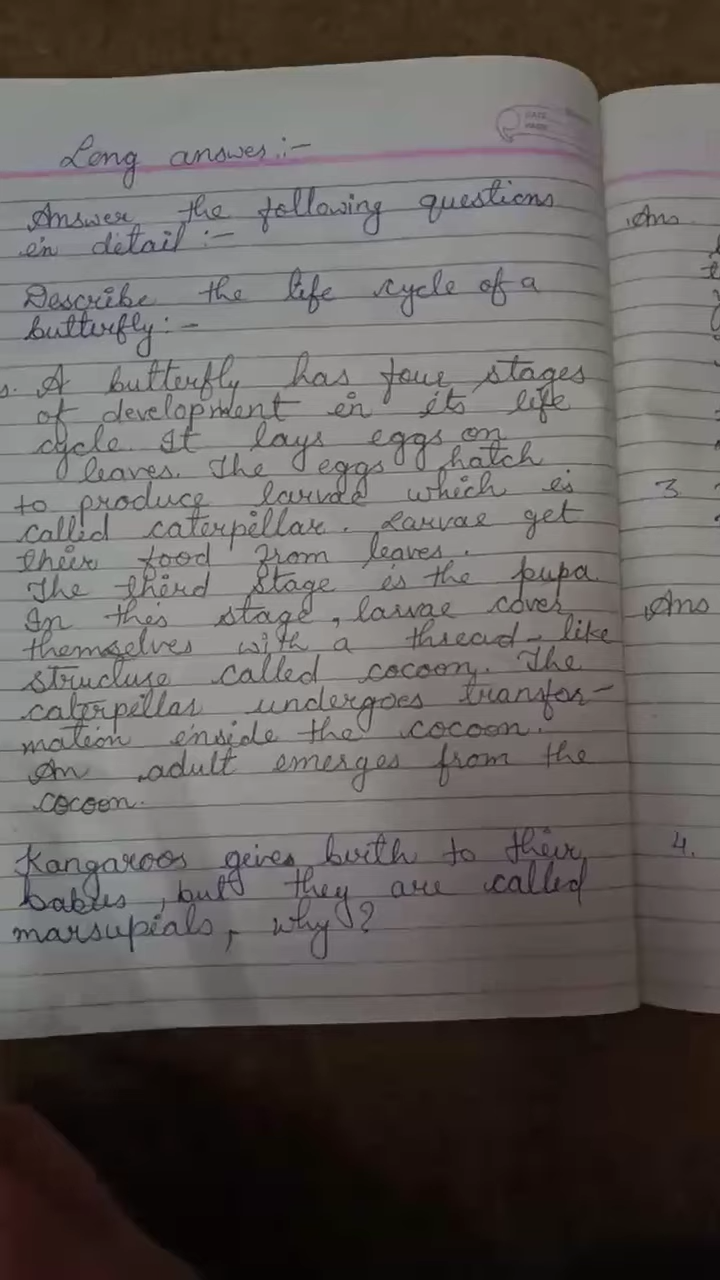 Long answer:-
Answer the following questions
in detail :-
Describe the life cycle of a
butterfly: -
s. A butterfly has four stages
of development in its life
cycle. It lays eggs on
leaves. The eggs hatch
to produce larvae which is
called caterpillar. Larvae get
their food from leaves.
The third stage is the pupa.
In this stage, larvae cover
themselves with a thread-like
structure called cocoon. The
caterpillar undergoes transfor-
mation inside the cocoon.
An adult emerges from the
cocoon.
Kangaroos gives birth to their
babies, but they are called
marsupials, why?
Ans
3
Ans
4.